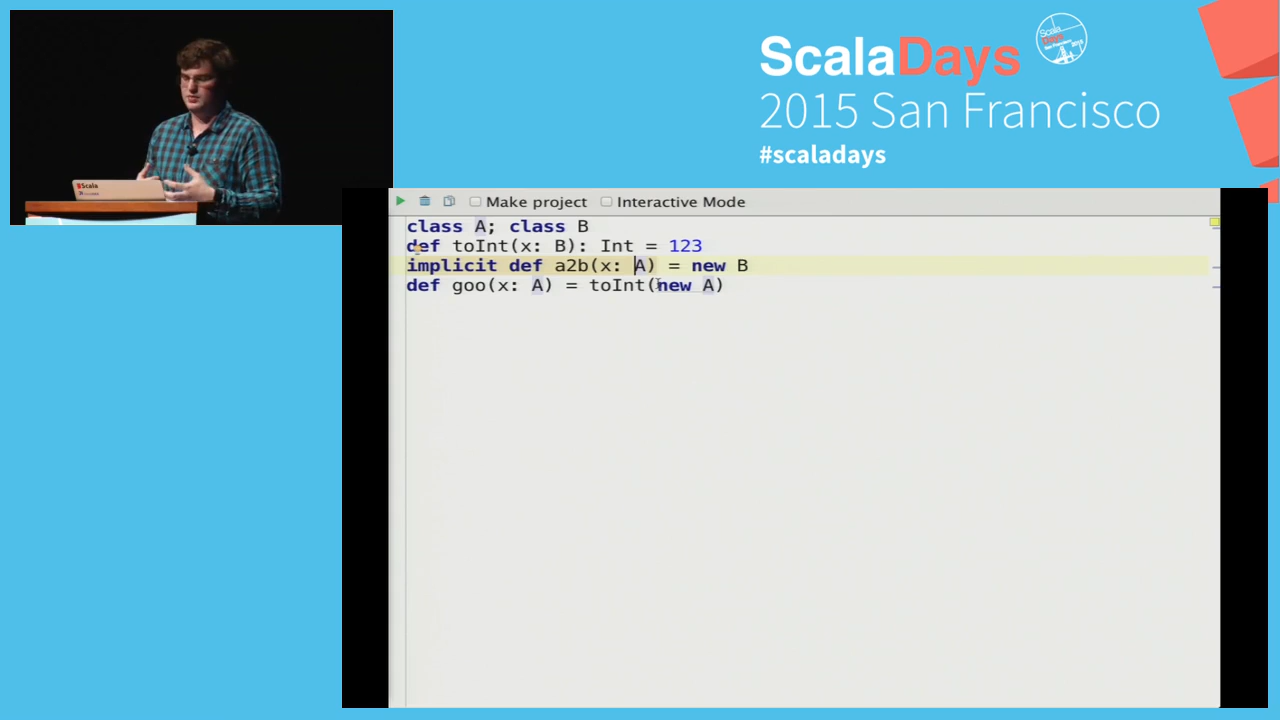 ScalaDays
2015 San Francisco
#scaladays
Scala
Make project
Interactive Mode
class A; class B
def toInt(x: B): Int = 123
implicit def a2b(x: A) = new B
def goo(x: A) = toInt(new A)